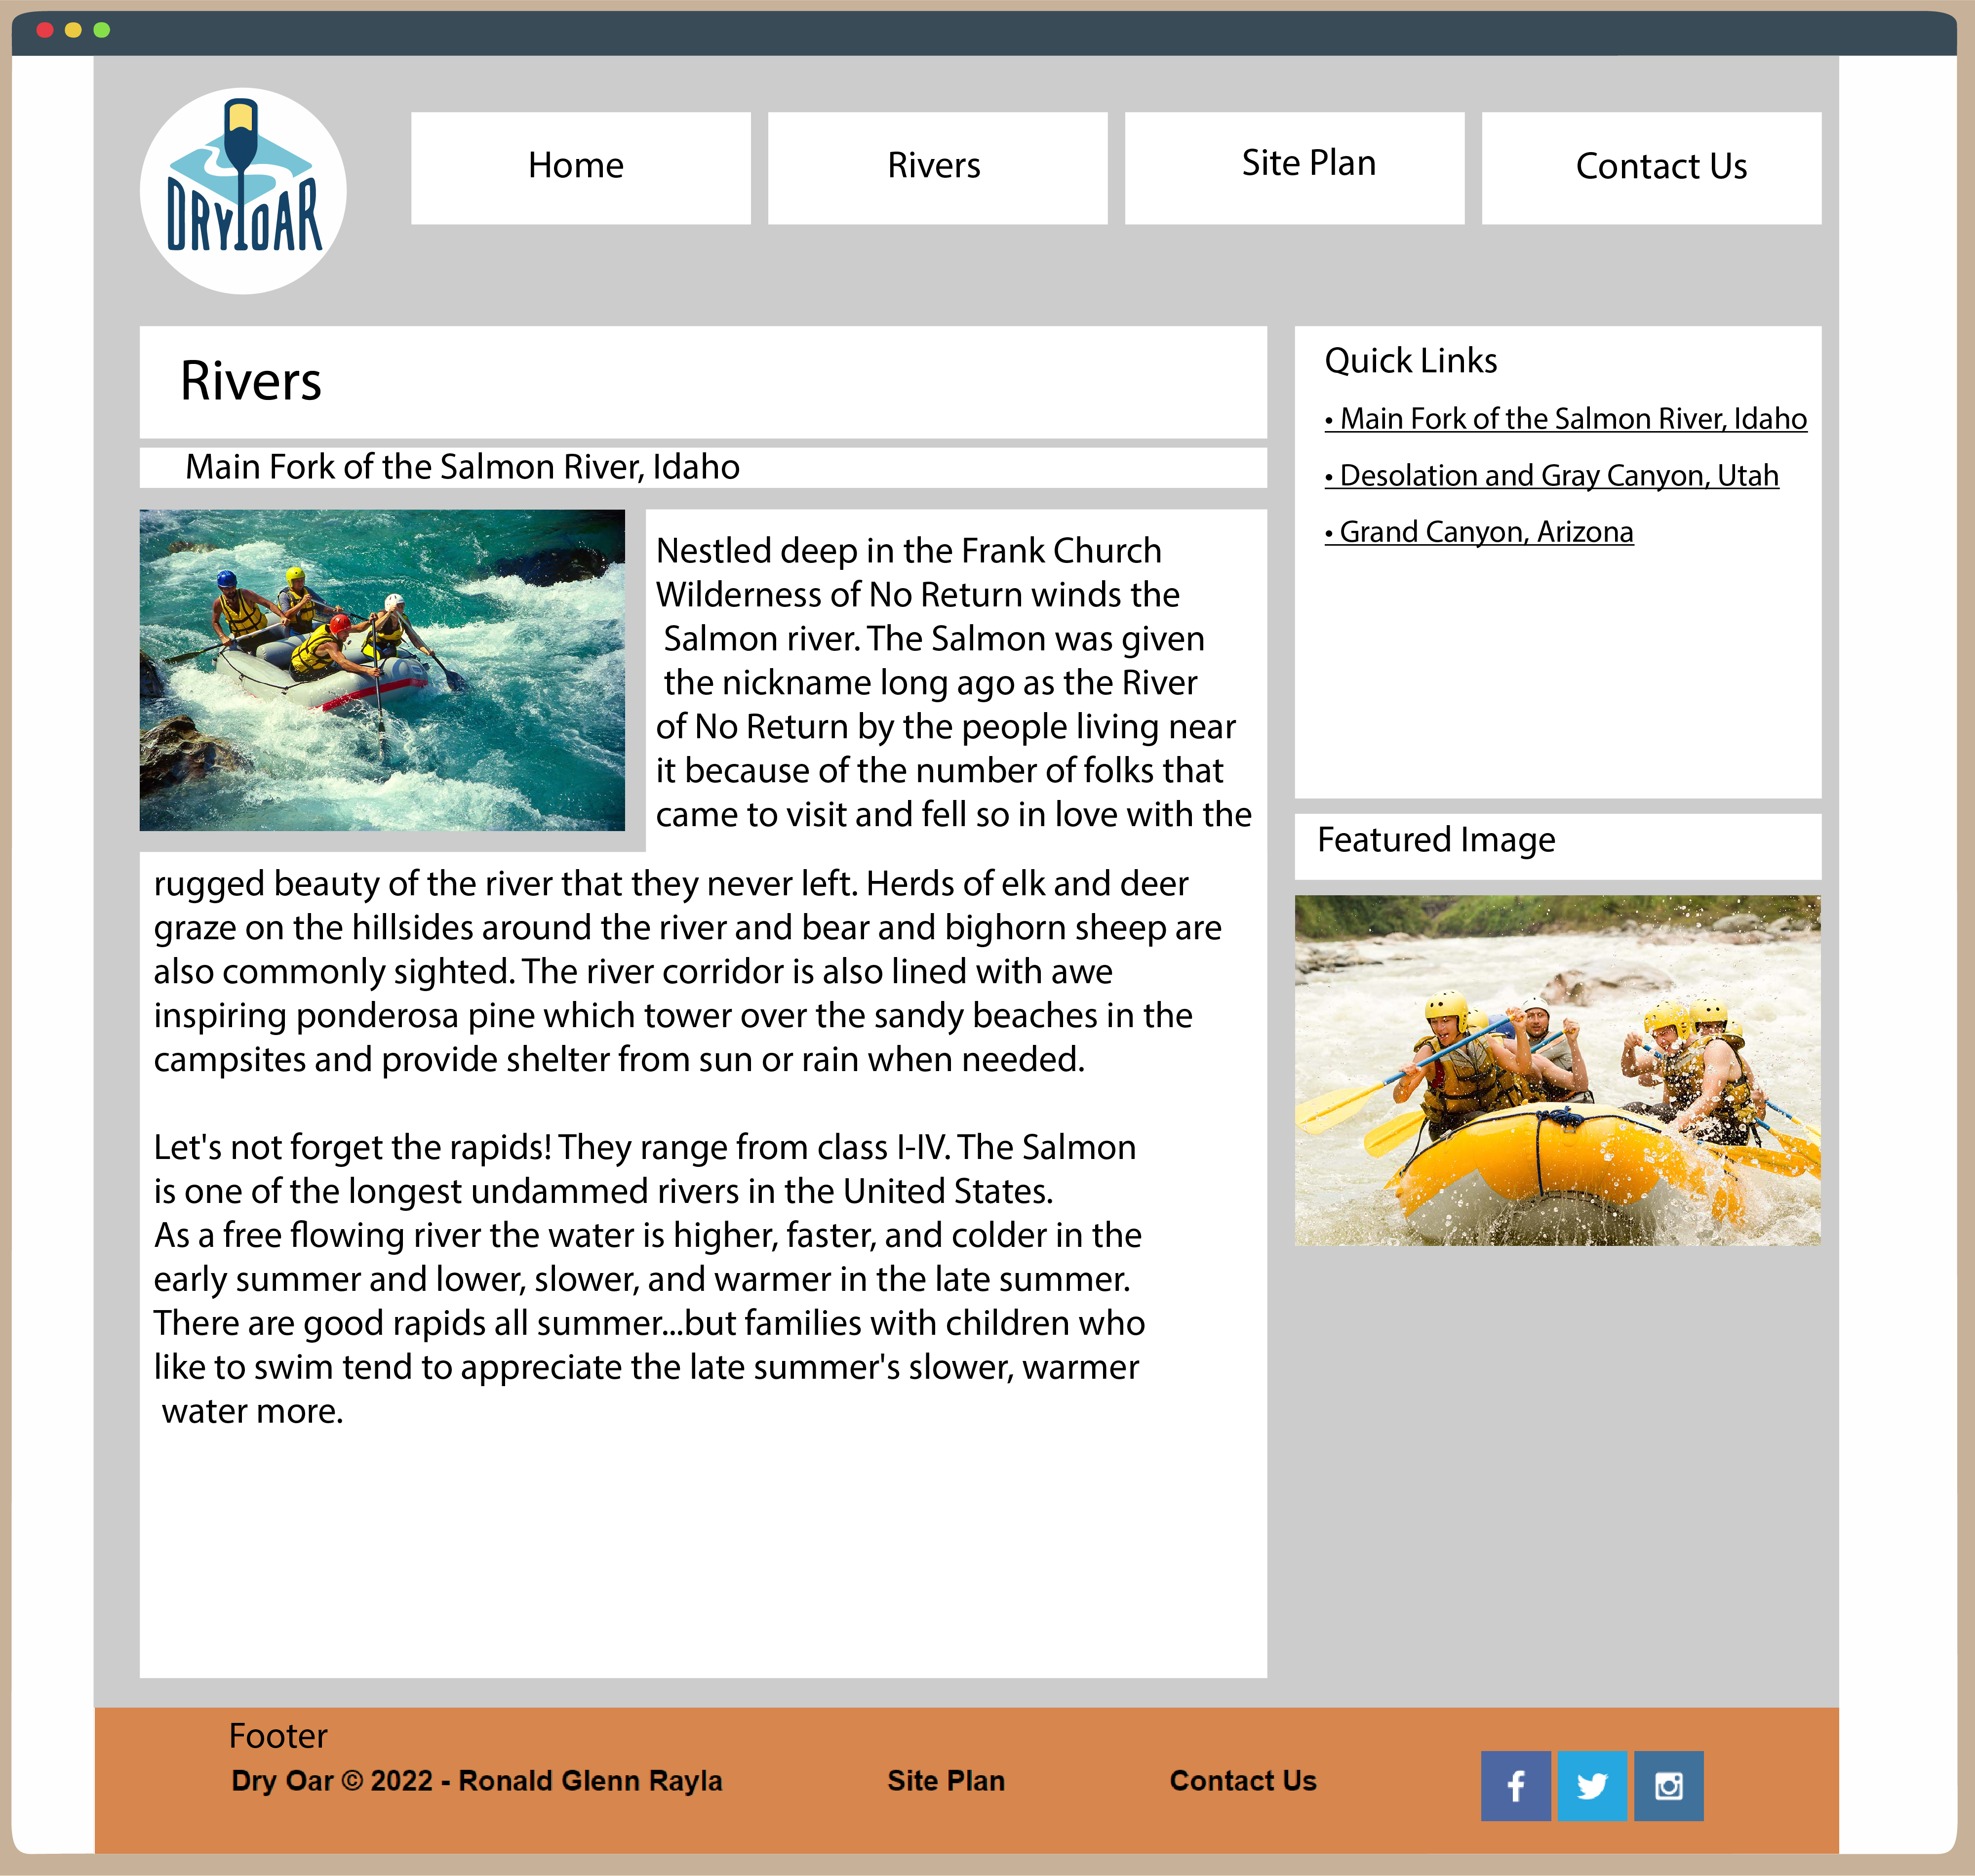 DRY OAR
Home
Rivers
Site Plan
Contact Us
Rivers
Main Fork of the Salmon River, Idaho
Nestled deep in the Frank Church
Wilderness of No Return winds the
Salmon river. The Salmon was given
the nickname long ago as the River
of No Return by the people living near
it because of the number of folks that
came to visit and fell so in love with the
rugged beauty of the river that they never left. Herds of elk and deer
graze on the hillsides around the river and bear and bighorn sheep are
also commonly sighted. The river corridor is also lined with awe
inspiring ponderosa pine which tower over the sandy beaches in the
campsites and provide shelter from sun or rain when needed.
Let's not forget the rapids! They range from class I-IV. The Salmon
is one of the longest undammed rivers in the United States.
As a free flowing river the water is higher, faster, and colder in the
early summer and lower, slower, and warmer in the late summer.
There are good rapids all summer...but families with children who
like to swim tend to appreciate the late summer's slower, warmer
water more.
Quick Links
• Main Fork of the Salmon River, Idaho
• Desolation and Gray Canyon, Utah
• Grand Canyon, Arizona
Featured Image
Footer
Dry Oar © 2022 - Ronald Glenn Rayla
Site Plan
Contact Us